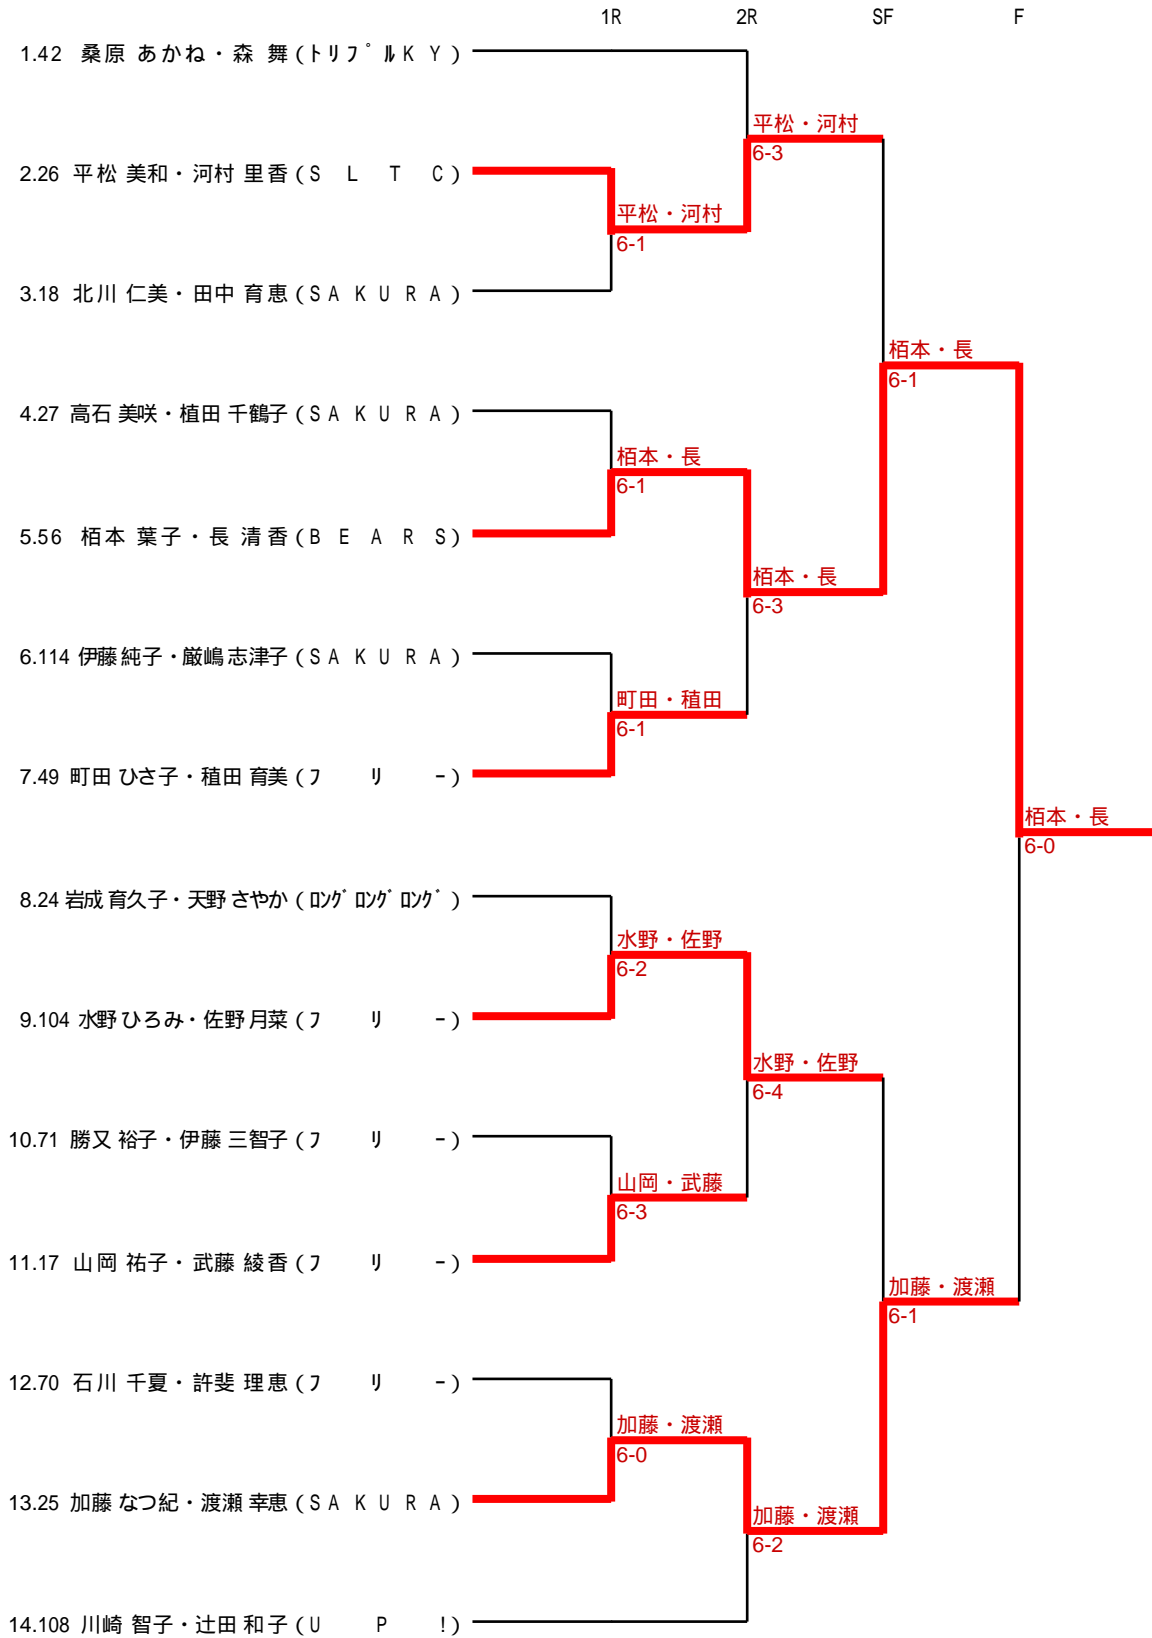 1R 2R SF F
1.42 桑原 あかね・森 舞 (トリプルKY)
平松・河村
6-3
2.26 平松 美和・河村 里香 (SLTC)
平松・河村
6-1
3.18 北川 仁美・田中 育恵 (SAKURA)
栢本・長
6-1
4.27 高石 美咲・植田 千鶴子 (SAKURA)
栢本・長
6-1
5.56 栢本 葉子・長 清香 (BEARS)
栢本・長
6-3
6.114 伊藤 純子・厳嶋 志津子 (SAKURA)
町田・稙田
6-1
7.49 町田 ひさ子・稙田 育美 (フリー)
栢本・長
6-0
8.24 岩成 育久子・天野 さやか (ロングロングロング)
水野・佐野
6-2
9.104 水野 ひろみ・佐野 月菜 (フリー)
水野・佐野
6-4
10.71 勝又 裕子・伊藤 三智子 (フリー)
山岡・武藤
6-3
11.17 山岡 祐子・武藤 綾香 (フリー)
加藤・渡瀬
6-1
12.70 石川 千夏・許斐 理恵 (フリー)
加藤・渡瀬
6-0
13.25 加藤 なつ紀・渡瀬 幸恵 (SAKURA)
加藤・渡瀬
6-2
14.108 川崎 智子・辻田 和子 (UP!)